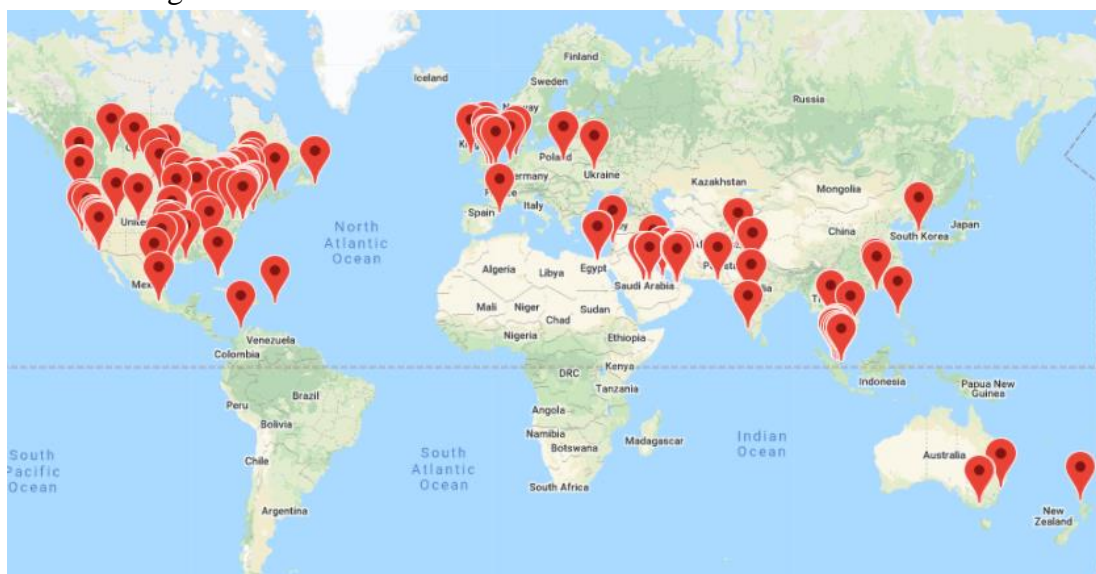 Finland
Iceland
Sweden
Russia
Poland
Ukraine
Kazakhstan
Mongolia
Italy
Spain
North
Atlantic
Ocean
China
Japan
South Korea
Algeria
Libya
Egypt
Saudi Arabia
Mali
Niger
Sudan
Chad
Nigeria
Ethiopia
Venezuela
Colombia
DRC
Kenya
Indonesia
Papua New
Guinea
Tanzania
Brazil
Peru
Angola
Bolivia
Namibia
Botswana
Madagascar
Indian
Ocean
South
Pacific
Ocean
South
Atlantic
Ocean
Chile
Australia
South Africa
Argentina
New
Zealand